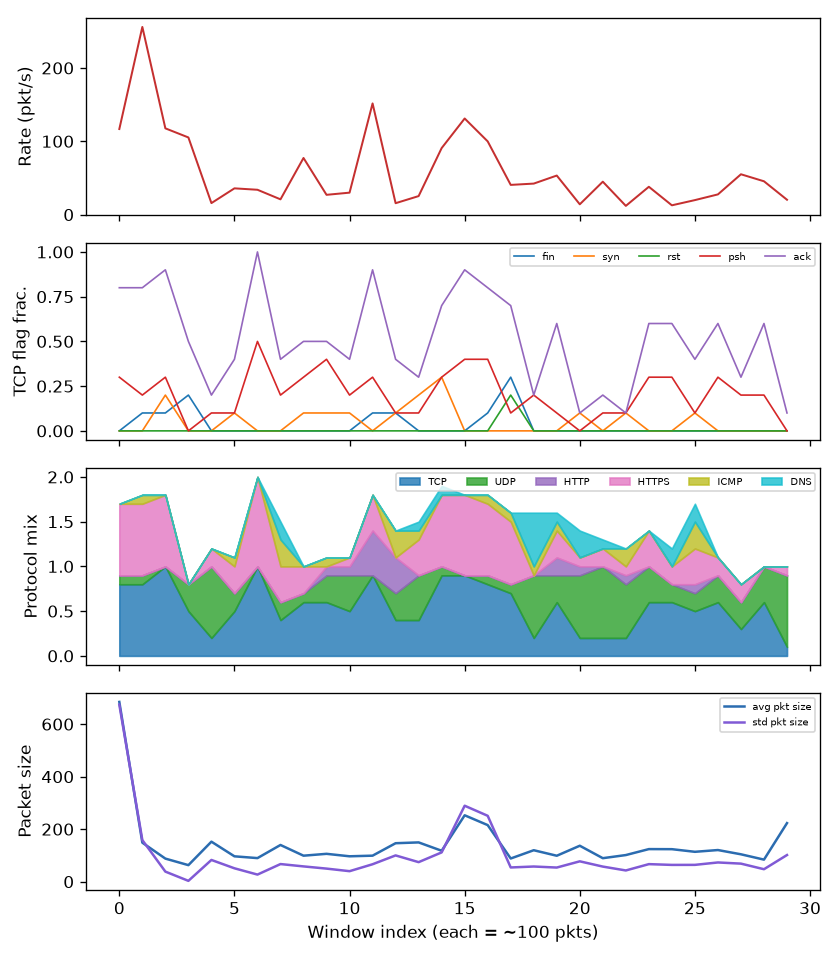 Rate (pkt/s)
200
100
0
TCP flag frac.
1.00
0.75
0.50
0.25
0.00
fin syn rst psh ack
Protocol mix
2.0
1.5
1.0
0.5
0.0
TCP UDP HTTP HTTPS ICMP DNS
Packet size
600
400
200
0
avg pkt size
std pkt size
0 5 10 15 20 25 30
Window index (each = ~100 pkts)